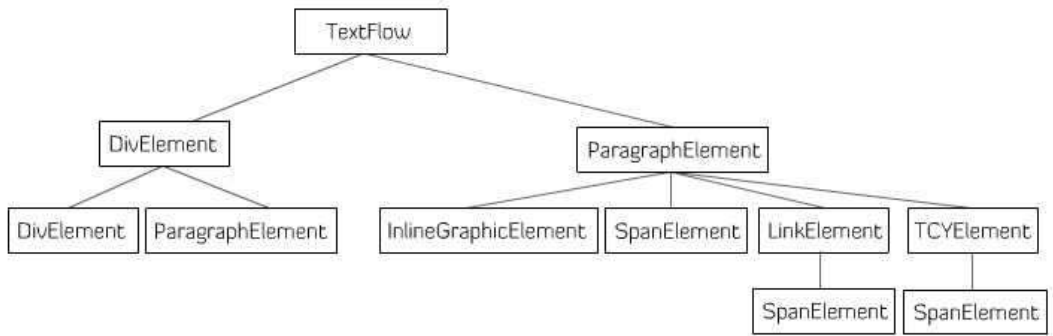 TextFlow
DivElement
ParagraphElement
DivElement
ParagraphElement
InlineGraphicElement
SpanElement
LinkElement
TCYElement
SpanElement
SpanElement